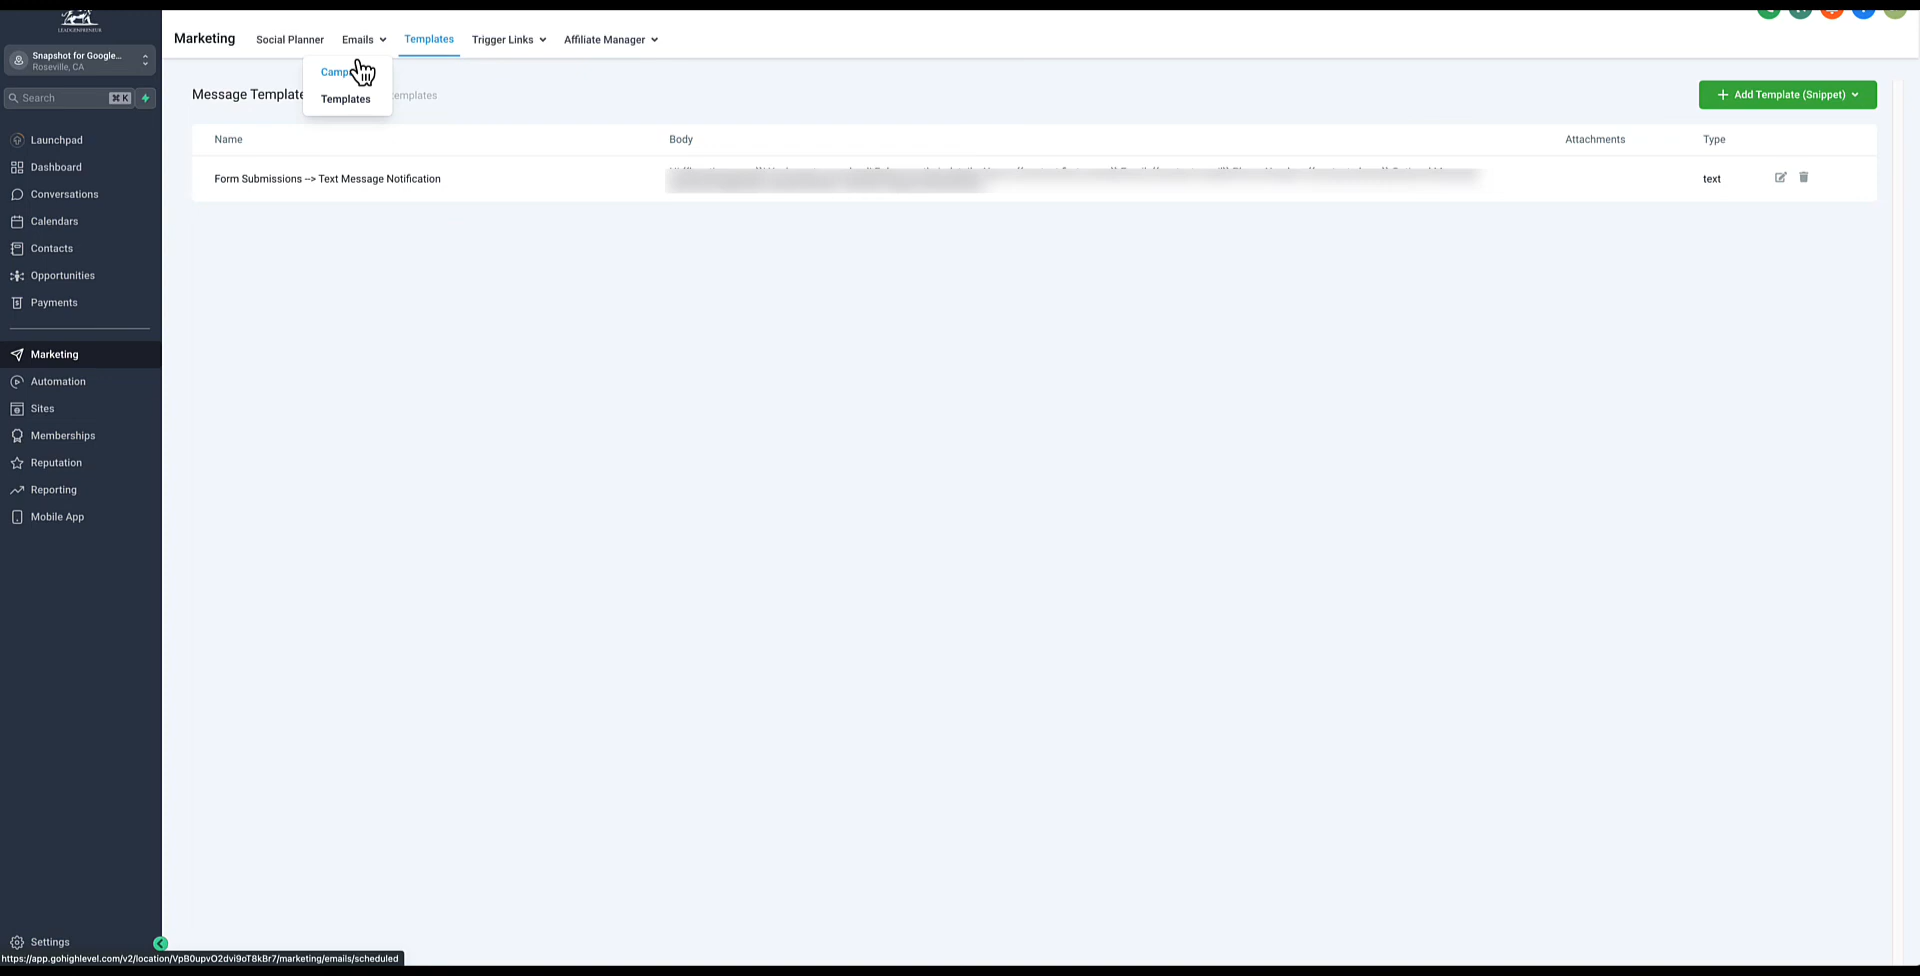 LEADGENPRENEUR
Snapshot for Google...
Roseville, CA
Search
⌘ K
Launchpad
Dashboard
Conversations
Calendars
Contacts
Opportunities
Payments
Marketing
Automation
Sites
Memberships
Reputation
Reporting
Mobile App
Settings
Marketing
Social Planner
Emails
Templates
Trigger Links
Affiliate Manager
Camp
Templates
Message Template
templates
+ Add Template (Snippet)
Name
Body
Attachments
Type
Form Submissions --> Text Message Notification
text
https://app.gohighlevel.com/v2/location/VpB0upvO2dvi9oT8kBr7/marketing/emails/scheduled